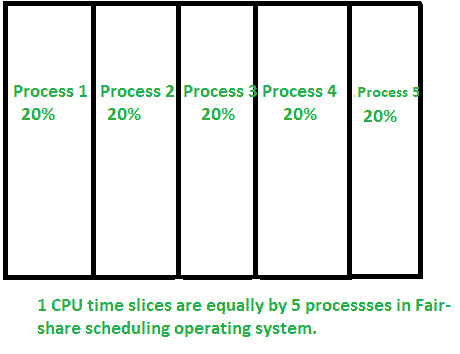 Process 1 Process 2 Process 3 Process 4 Process 5
20% 20% 20% 20% 20%
1 CPU time slices are equally by 5 processses in Fair-
share scheduling operating system.